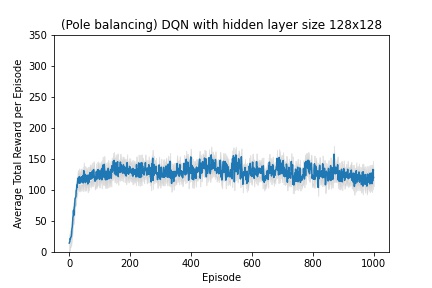 (Pole balancing) DQN with hidden layer size 128x128
350
300
250
200
150
100
50
0
Average Total Reward per Episode
0 200 400 600 800 1000
Episode